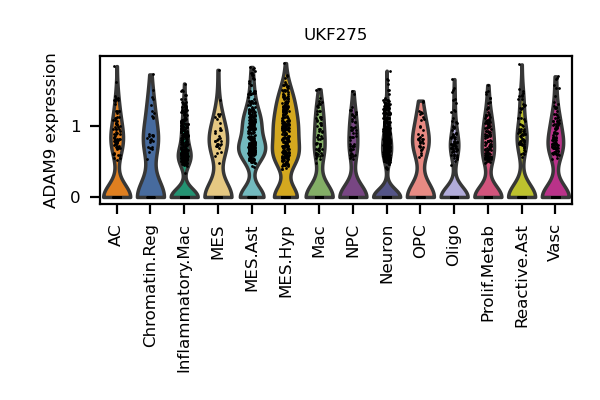 UKF275
ADAM9 expression
1
0
AC
Chromatin.Reg
Inflammatory.Mac
MES
MES.Ast
MES.Hyp
Mac
NPC
Neuron
OPC
Oligo
Prolif.Metab
Reactive.Ast
Vasc